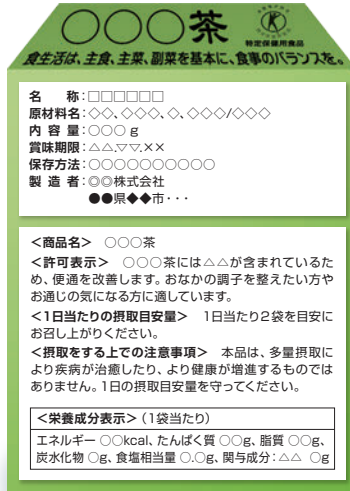 ○○○茶
特定保健用食品
食生活は、主食、主菜、副菜を基本に、食事のバランスを。
名　　称：□□□□□□
原材料名：◇◇、◇◇◇、◇、◇◇◇/◇◇◇
内 容 量：○○○ g
賞味期限：△△.▽▽.××
保存方法：○○○○○○○○○○
製 造 者：◎◎株式会社
●●県◆◆市・・・
＜商品名＞　○○○茶
＜許可表示＞　○○○茶には△△が含まれているた
め、便通を改善します。おなかの調子を整えたい方や
お通じの気になる方に適しています。
＜1日当たりの摂取目安量＞　1日当たり2袋を目安に
お召し上がりください。
＜摂取をする上での注意事項＞　本品は、多量摂取に
より疾病が治癒したり、より健康が増進するものでは
ありません。1日の摂取目安量を守ってください。
＜栄養成分表示＞（1袋当たり）
エネルギー ○○kcal、たんぱく質 ○○g、脂質 ○○g、
炭水化物 ○g、食塩相当量 ○.○g、関与成分：△△　○g